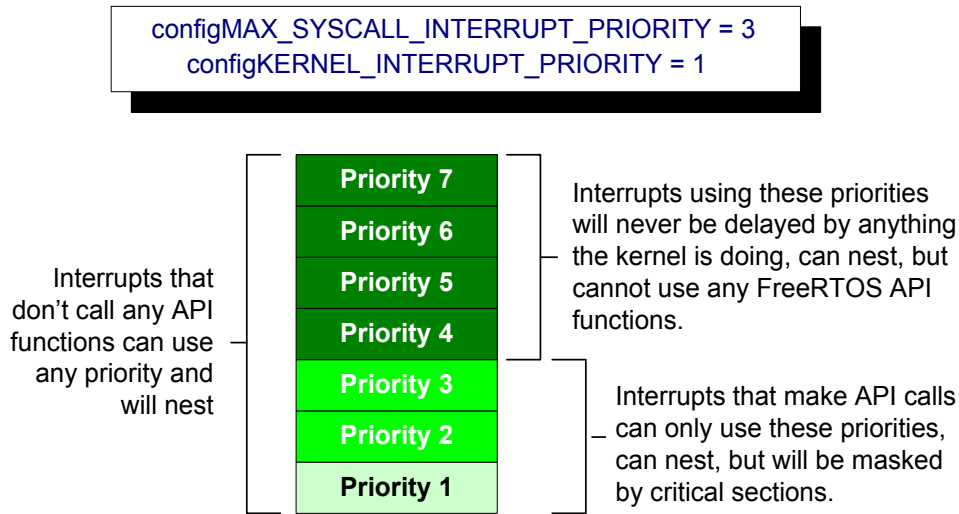 configMAX_SYSCALL_INTERRUPT_PRIORITY = 3
configKERNEL_INTERRUPT_PRIORITY = 1
Interrupts that
don't call any API
functions can use
any priority and
will nest
Priority 7
Priority 6
Priority 5
Priority 4
Priority 3
Priority 2
Priority 1
Interrupts using these priorities
will never be delayed by anything
the kernel is doing, can nest, but
cannot use any FreeRTOS API
functions.
Interrupts that make API calls
can only use these priorities,
can nest, but will be masked
by critical sections.